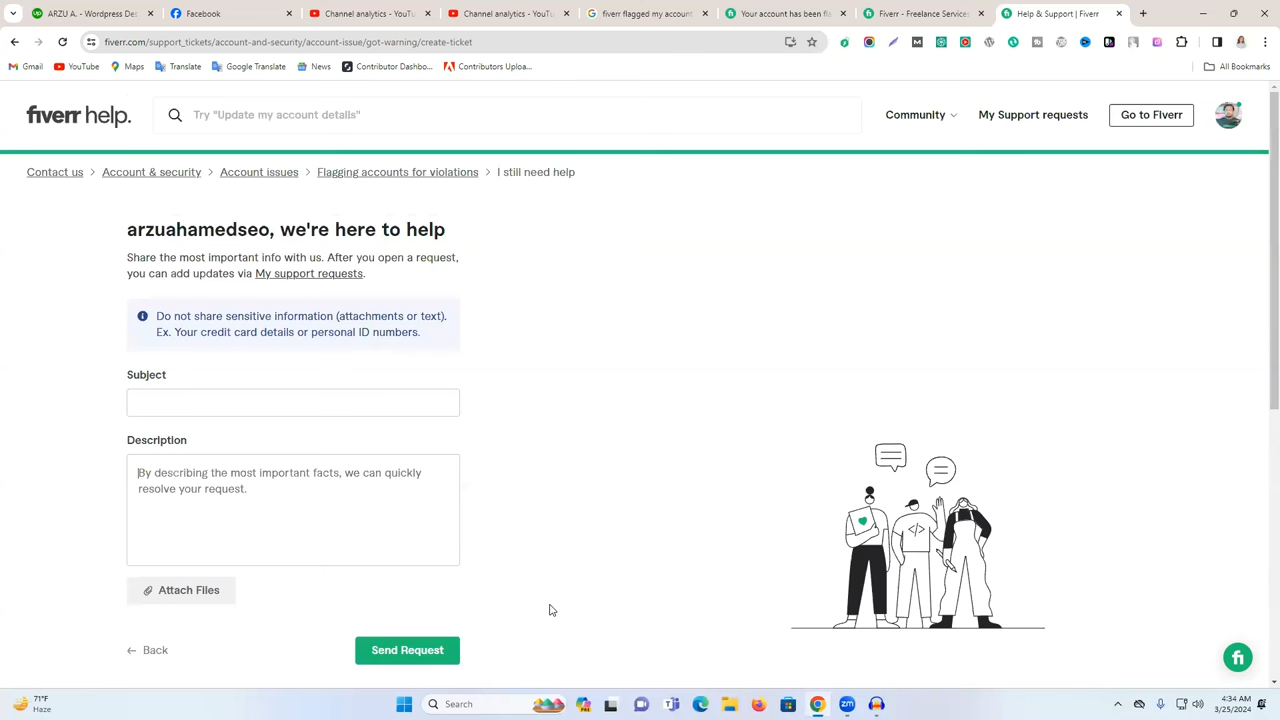 ARZU A. - Wordpress des
Facebook
Channel analytics - YouTu
Channel analytics - YouTu
fiverr flagged my account
Your account has been fla
Fiverr - Freelance Services
Help & Support | Fiverr
fiverr.com/support_tickets/account-and-security/account-issue/got-warning/create-ticket
Gmail
YouTube
Maps
Translate
Google Translate
News
Contributor Dashbo...
Contributors Uploa...
All Bookmarks
fiverr help.
Try "Update my account details"
Community
My Support requests
Go to Fiverr
Contact us > Account & security > Account issues > Flagging accounts for violations > I still need help
arzuahamedseo, we're here to help
Share the most important info with us. After you open a request,
you can add updates via My support requests.
Do not share sensitive information (attachments or text).
Ex. Your credit card details or personal ID numbers.
Subject
Description
By describing the most important facts, we can quickly
resolve your request.
Attach Files
Back
Send Request
fi
71°F
Haze
Search
zm
4:34 AM
3/25/2024